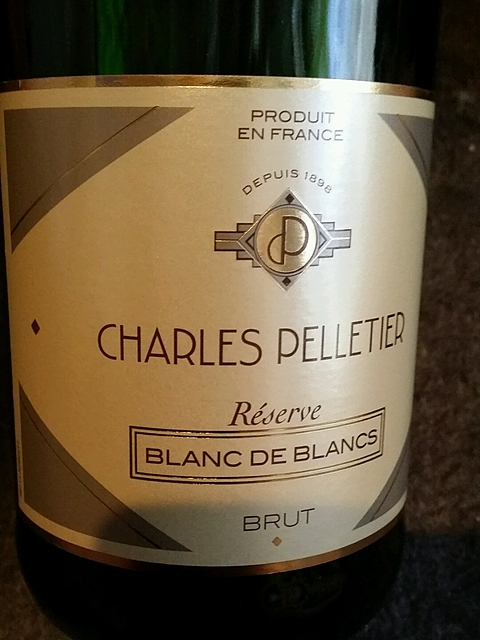 PRODUIT
EN FRANCE
DEPUIS 1898
P
CHARLES PELLETIER
Réserve
BLANC DE BLANCS
BRUT